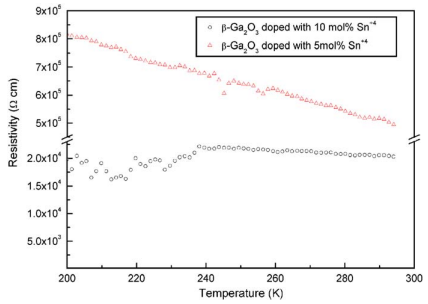 β-Ga₂O₃ doped with 10 mol% Sn⁺⁴
β-Ga₂O₃ doped with 5mol% Sn⁺⁴
Resistivity (Ω cm)
8x10⁵
7x10⁵
6x10⁵
5x10⁵
2.0x10⁴
1.5x10⁴
1.0x10⁴
5.0x10³
200 220 240 260 280 300
Temperature (K)